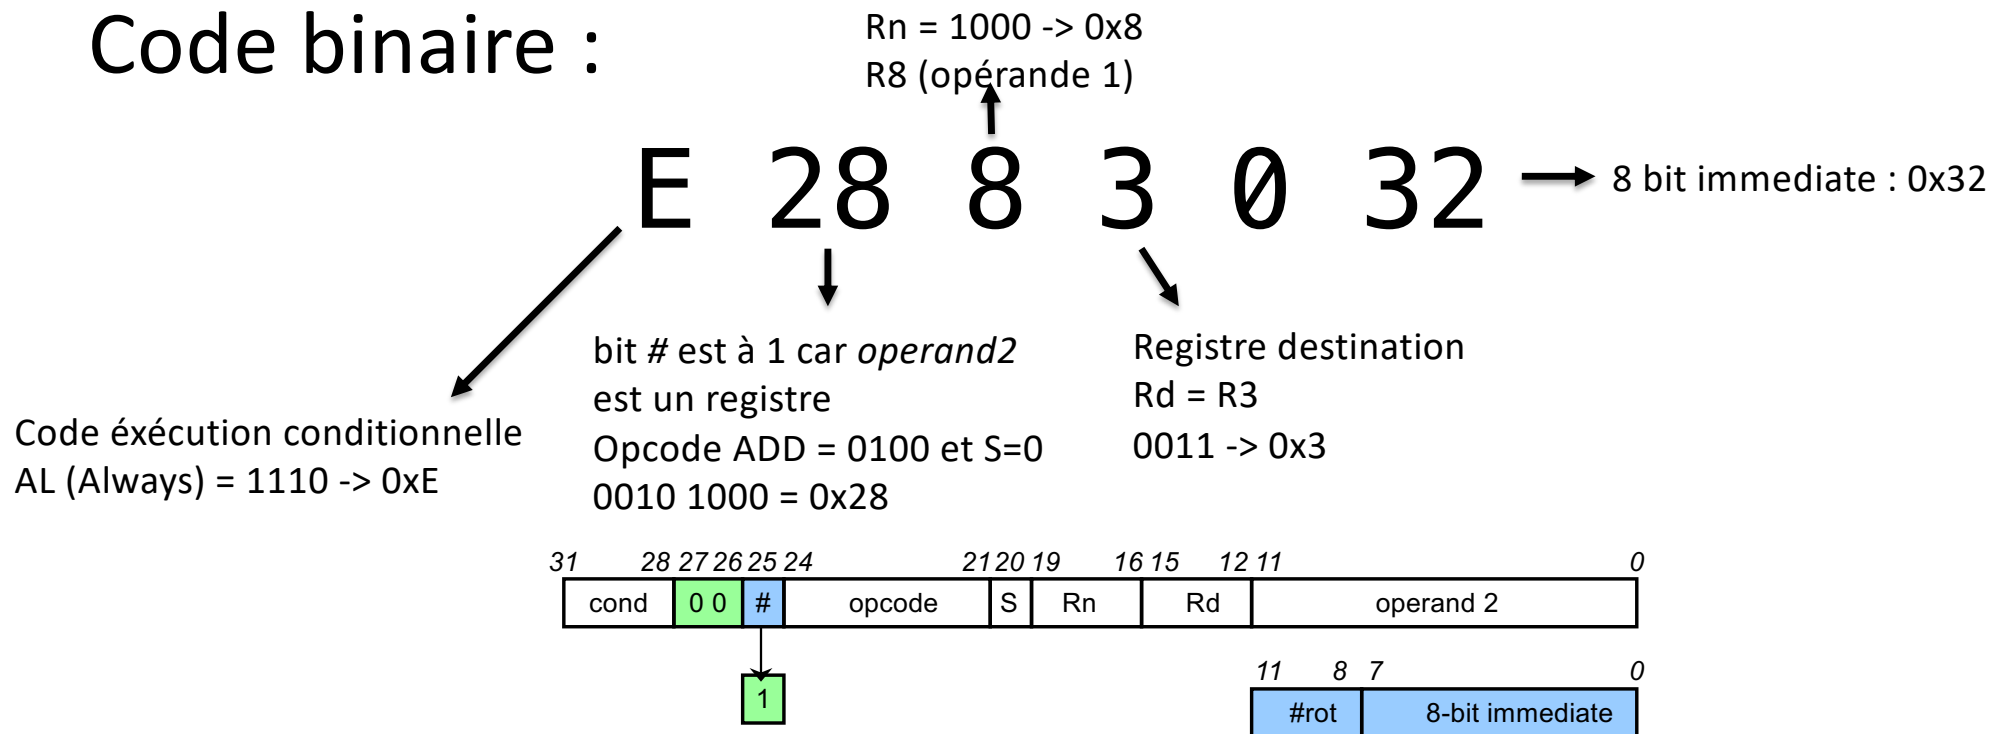 Code binaire :
Rn = 1000 -> 0x8
R8 (opérande 1)
E 28 8 3 0 32
8 bit immediate : 0x32
bit # est à 1 car operand2
est un registre
Opcode ADD = 0100 et S=0
0010 1000 = 0x28
Registre destination
Rd = R3
0011 -> 0x3
Code éxécution conditionnelle
AL (Always) = 1110 -> 0xE
31 28 27 26 25 24 21 20 19 16 15 12 11 0
cond 0 0 # opcode S Rn Rd operand 2
1
11 8 7 0
#rot 8-bit immediate